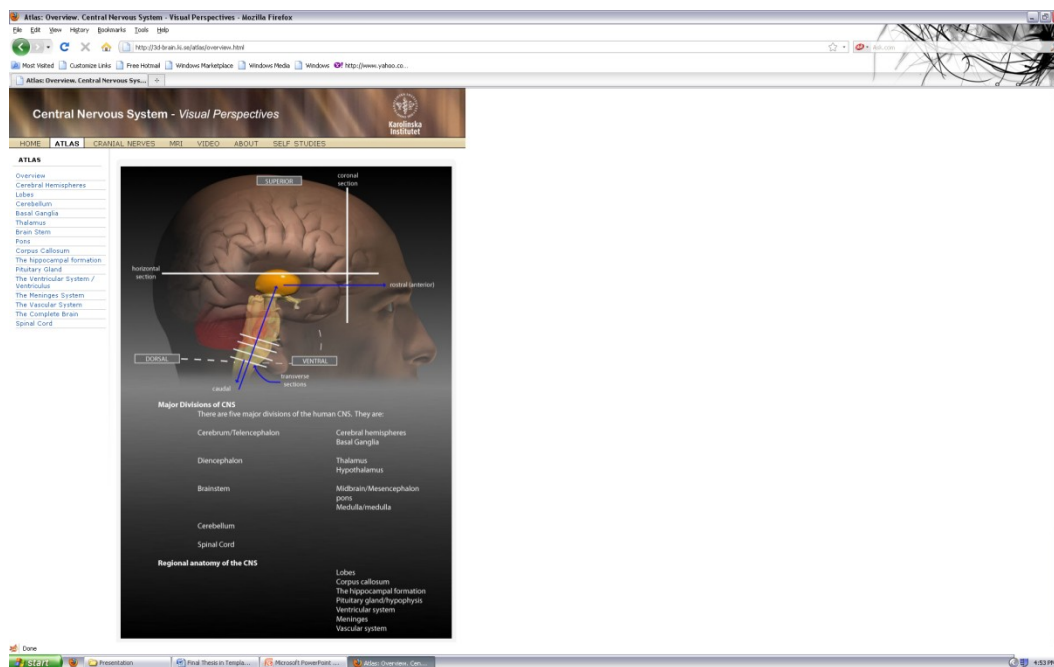 Atlas: Overview. Central Nervous System - Visual Perspectives - Mozilla Firefox
File Edit View History Bookmarks Tools Help
http://3d-brain.ki.se/atlas/overview.html
Ask.com
Most Visited Customize Links Free Hotmail Windows Marketplace Windows Media Windows http://www.yahoo.co...
Atlas: Overview. Central Nervous Sys...
Central Nervous System - Visual Perspectives
Karolinska
Institutet
HOME ATLAS CRANIAL NERVES MRI VIDEO ABOUT SELF STUDIES
ATLAS
Overview
Cerebral Hemispheres
Lobes
Cerebellum
Basal Ganglia
Thalamus
Brain Stem
Pons
Corpus Callosum
The hippocampal formation
Pituitary Gland
The Ventricular System /
Ventriculus
The Meninges System
The Vascular System
The Complete Brain
Spinal Cord
SUPERIOR
coronal
section
horizontal
section
rostral (anterior)
DORSAL
VENTRAL
transverse
sections
caudal
Major Divisions of CNS
There are five major divisions of the human CNS. They are:
Cerebrum/Telencephalon Cerebral hemispheres
Basal Ganglia
Diencephalon Thalamus
Hypothalamus
Brainstem Midbrain/Mesencephalon
pons
Medulla/medulla
Cerebellum
Spinal Cord
Regional anatomy of the CNS
Lobes
Corpus callosum
The hippocampal formation
Pituitary gland/hypophysis
Ventricular system
Meninges
Vascular system
Done
start Presentation Final Thesis in Templa... Microsoft PowerPoint ... Atlas: Overview. Cen... 4:53 PM